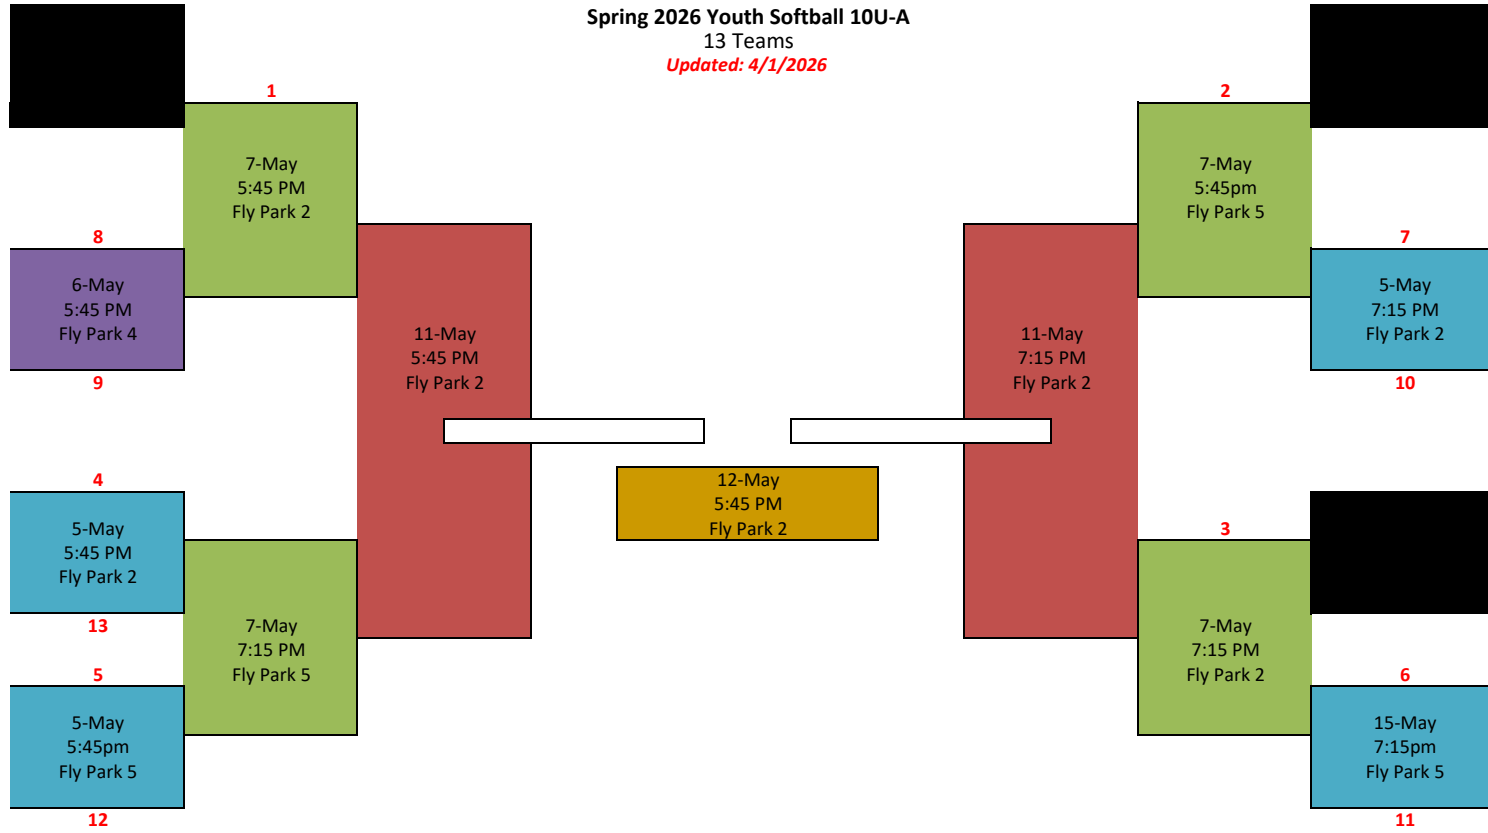 Spring 2026 Youth Softball 10U-A
13 Teams
Updated: 4/1/2026
1
2
7-May
5:45 PM
Fly Park 2
7-May
5:45pm
Fly Park 5
8
7
6-May
5:45 PM
Fly Park 4
5-May
7:15 PM
Fly Park 2
9
10
11-May
5:45 PM
Fly Park 2
11-May
7:15 PM
Fly Park 2
12-May
5:45 PM
Fly Park 2
4
3
5-May
5:45 PM
Fly Park 2
13
7-May
7:15 PM
Fly Park 5
7-May
7:15 PM
Fly Park 2
5
6
5-May
5:45pm
Fly Park 5
15-May
7:15pm
Fly Park 5
12
11